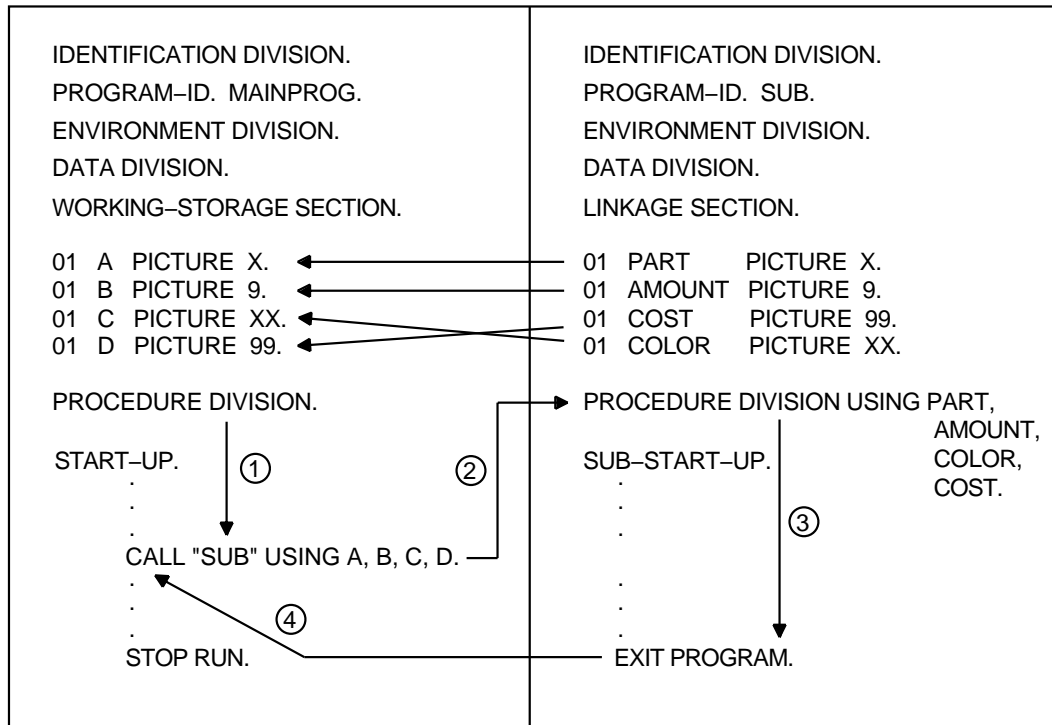 IDENTIFICATION DIVISION.
PROGRAM–ID. MAINPROG.
ENVIRONMENT DIVISION.
DATA DIVISION.
WORKING–STORAGE SECTION.
01 A PICTURE X.
01 B PICTURE 9.
01 C PICTURE XX.
01 D PICTURE 99.
PROCEDURE DIVISION.
1
START–UP.
.
.
.
CALL "SUB" USING A, B, C, D.
.
.
.
STOP RUN.
2
4
IDENTIFICATION DIVISION.
PROGRAM–ID. SUB.
ENVIRONMENT DIVISION.
DATA DIVISION.
LINKAGE SECTION.
01 PART PICTURE X.
01 AMOUNT PICTURE 9.
01 COST PICTURE 99.
01 COLOR PICTURE XX.
PROCEDURE DIVISION USING PART,
AMOUNT,
COLOR,
COST.
SUB–START–UP.
.
.
.
3
.
.
.
EXIT PROGRAM.